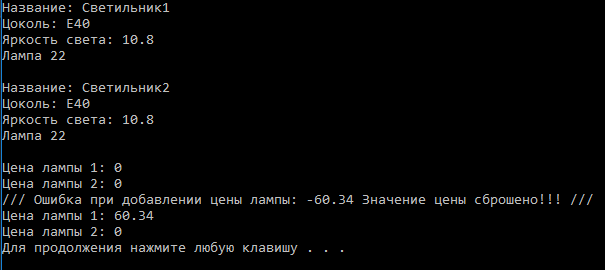 Название: Светильник1
Цоколь: E40
Яркость света: 10.8
Лампа 22
Название: Светильник2
Цоколь: E40
Яркость света: 10.8
Лампа 22
Цена лампы 1: 0
Цена лампы 2: 0
/// Ошибка при добавлении цены лампы: -60.34 Значение цены сброшено!!! ///
Цена лампы 1: 60.34
Цена лампы 2: 0
Для продолжения нажмите любую клавишу . . .